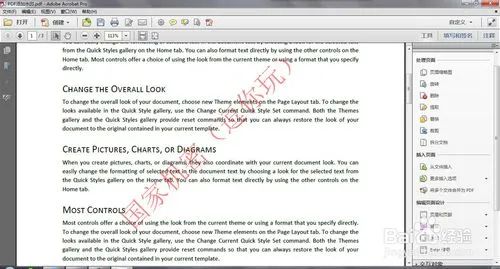 PDF添加水印.pdf - Adobe Acrobat Pro
文件(F) 编辑(E) 视图(V) 窗口(W) 帮助(H)
创建
自定义
113%
工具 填写和签名 注释
from the Quick Styles gallery on the Home tab. You can also format text directly by using the other controls on
the Home tab. Most controls offer a choice of using the look from the current theme or using a format that you specify
directly.
CHANGE THE OVERALL LOOK
To change the overall look of your document, choose new Theme elements on the Page Layout tab. To change the
looks available in the Quick Style gallery, use the Change Current Quick Style Set command. Both the Themes
gallery and the Quick Styles gallery provide reset commands so that you can always restore the look of your
document to the original contained in your current template.
CREATE PICTURES, CHARTS, OR DIAGRAMS
When you create pictures, charts, or diagrams, they also coordinate with your current document look. You can
easily change the formatting of selected text in the document text by choosing a look for the selected text from
the Quick Styles gallery on the Home tab. You can also format text directly by using the other controls on the
Home tab.
MOST CONTROLS
Most controls offer a choice of using the look from the current theme or using a format that you specify directly.
To change the overall look of your document, choose new Theme elements on the Page Layout tab. To change the
looks available in the Quick Style gallery, use the Change Current Quick Style Set command. Both the Themes
gallery and the Quick Styles gallery provide reset commands so that you can always restore the look of your
document to the original contained in your current template.
国家秘密(逗你玩)
处理页面
页面缩略图
旋转
删除
提取
替换
裁剪
拆分文档
插入页面
从文件插入
更多插入选项
将多个文件合并为 PDF
编辑页面设计
页眉和页脚
背景
水印
Bates 编号
交互对象